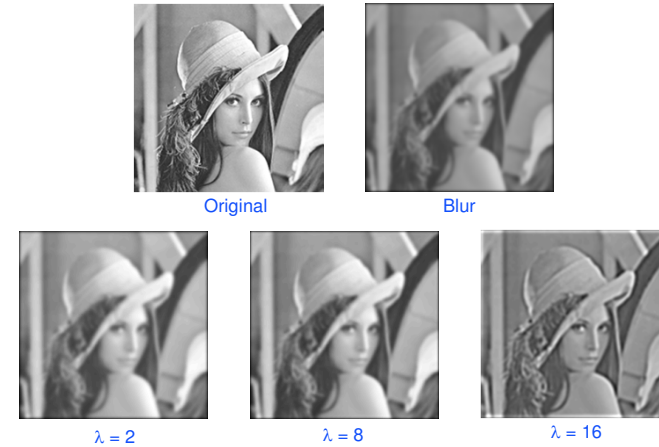 Original
Blur
λ = 2
λ = 8
λ = 16